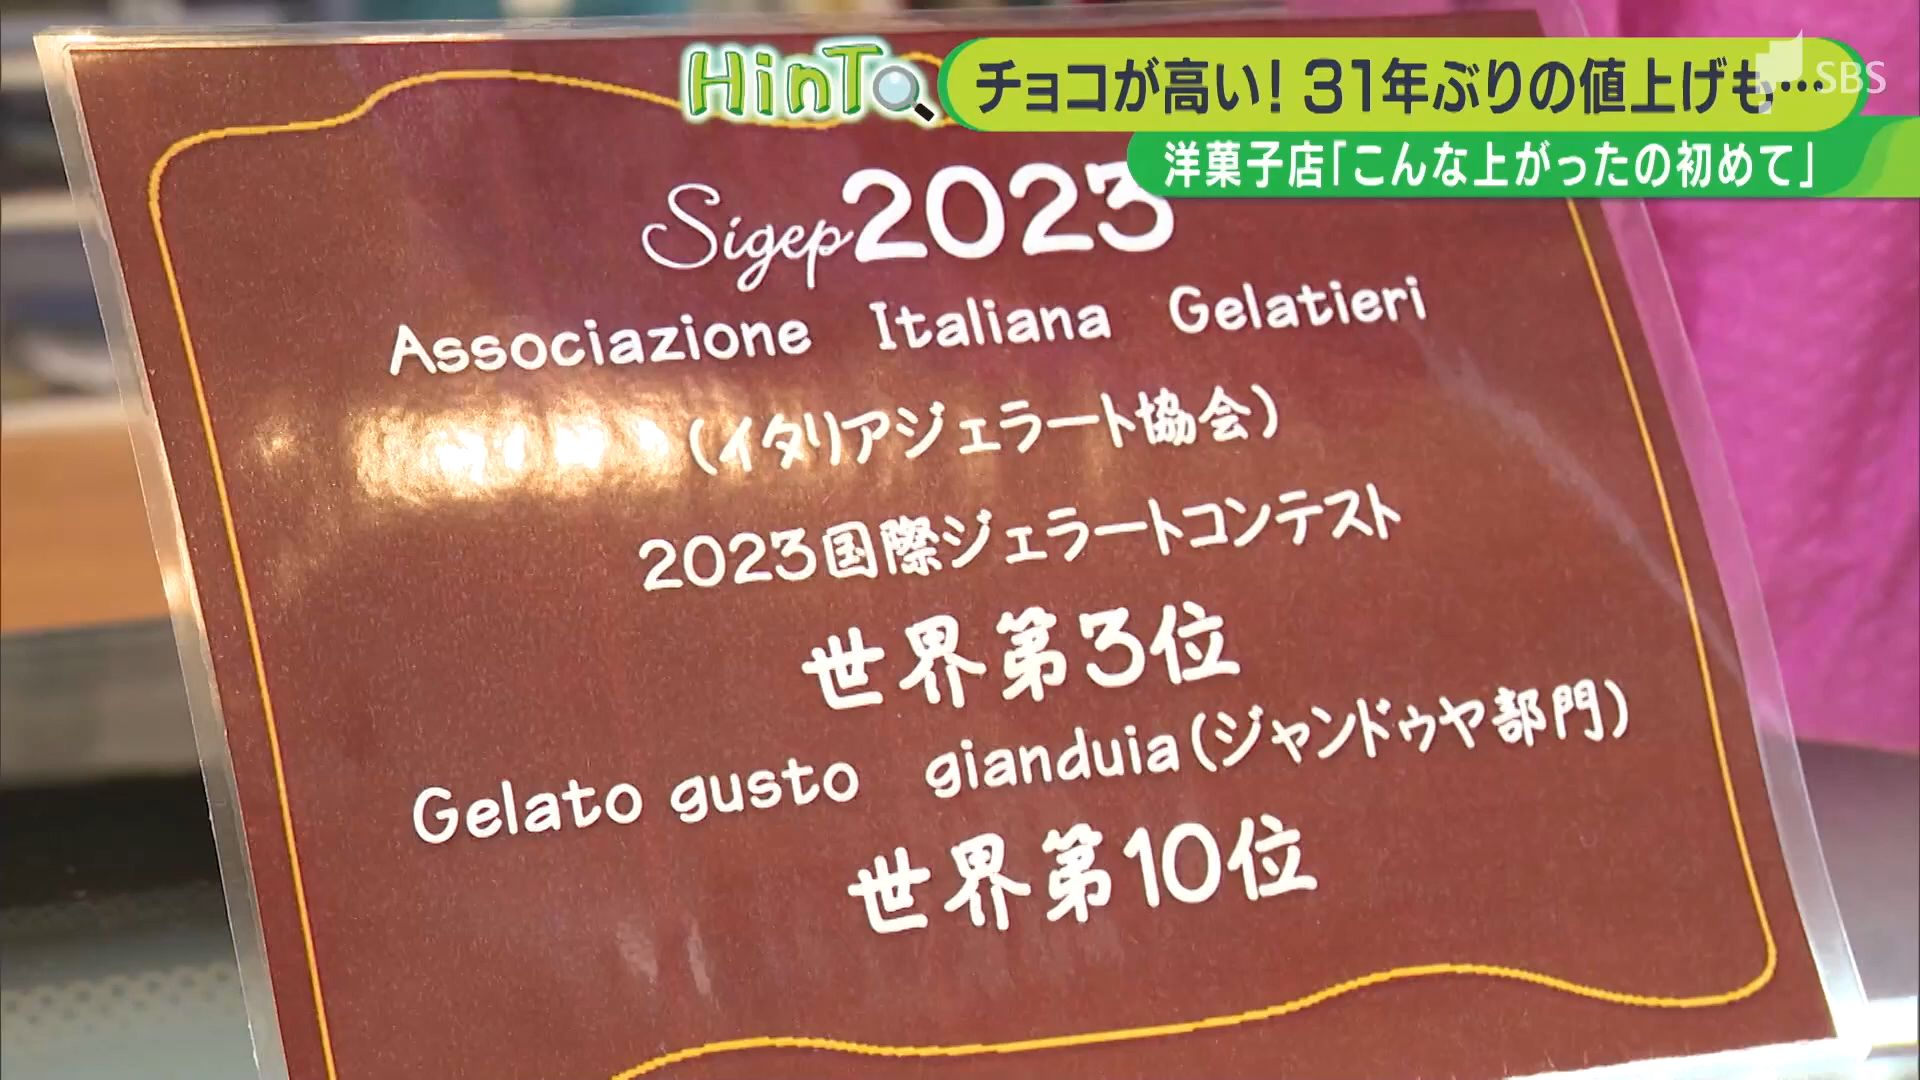 HinT
チョコが高い！31年ぶりの値上げも…
SBS
洋菓子店「こんな上がったの初めて」
Sigep2023
Associazione Italiana Gelatieri
（イタリアジェラート協会）
2023国際ジェラートコンテスト
世界第3位
Gelato gusto gianduia（ジャンドゥヤ部門）
世界第10位